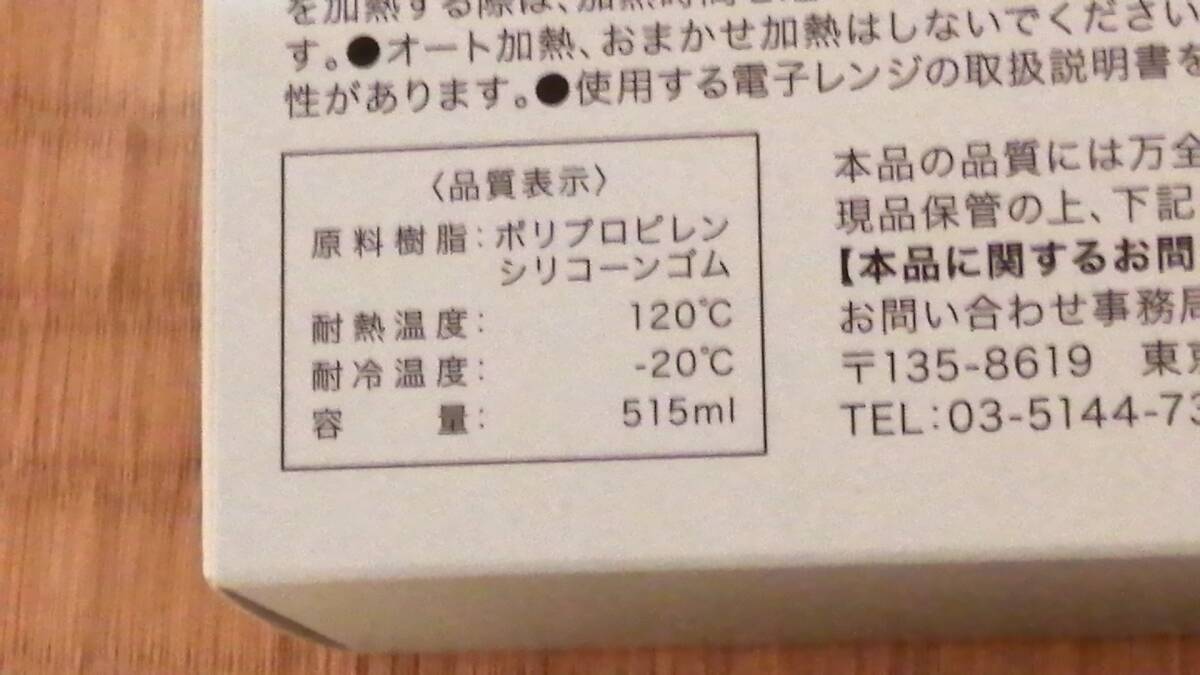 を加熱する際は、加熱時間
す。●オート加熱、おまかせ加熱はしないでください
性があります。●使用する電子レンジの取扱説明書を
〈品質表示〉
原料樹脂：ポリプロピレン
シリコーンゴム
耐熱温度： 120℃
耐冷温度： -20℃
容量： 515ml
本品の品質には万全
現品保管の上、下記
【本品に関するお問
お問い合わせ事務局
〒135-8619 東京
TEL：03-5144-73